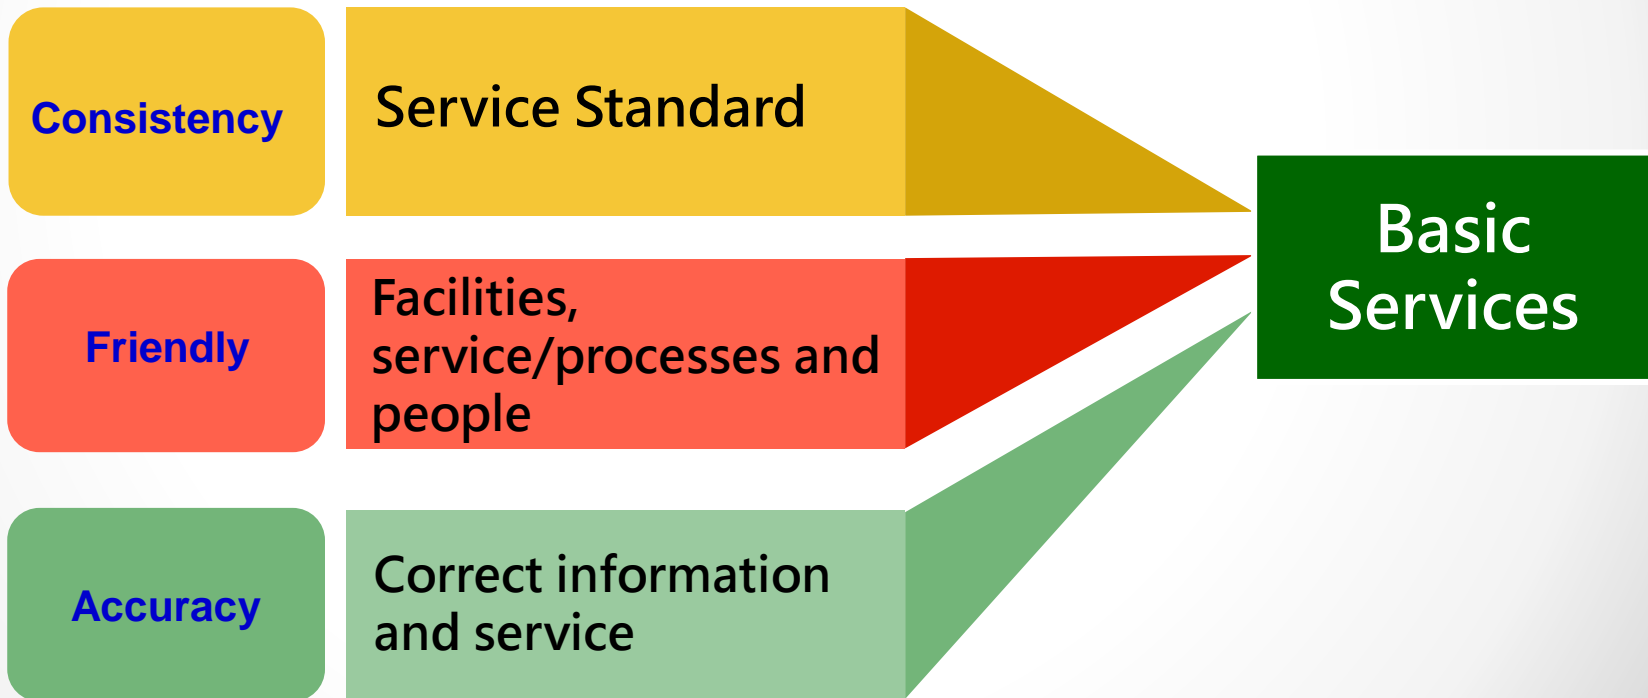 Consistency
Service Standard
Friendly
Facilities,
service/processes and
people
Accuracy
Correct information
and service
Basic
Services